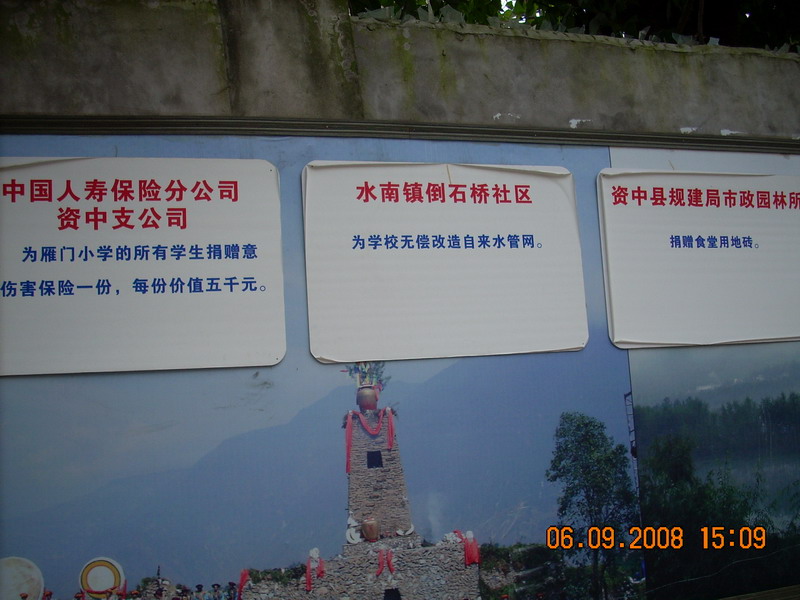 中国人寿保险分公司
资中支公司
为雁门小学的所有学生捐赠意
伤害保险一份，每份价值五千元。
水南镇倒石桥社区
为学校无偿改造自来水管网。
资中县规建局市政园林所
捐赠食堂用地砖。
06.09.2008 15:09